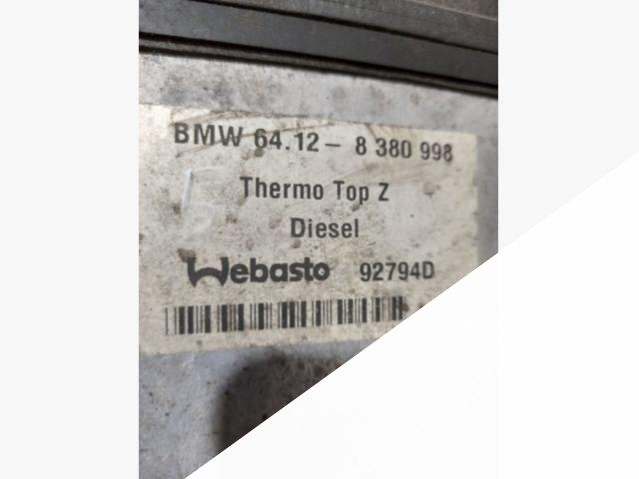 BMW 64.12- 8 380 998
Thermo Top Z
Diesel
Webasto 92794D